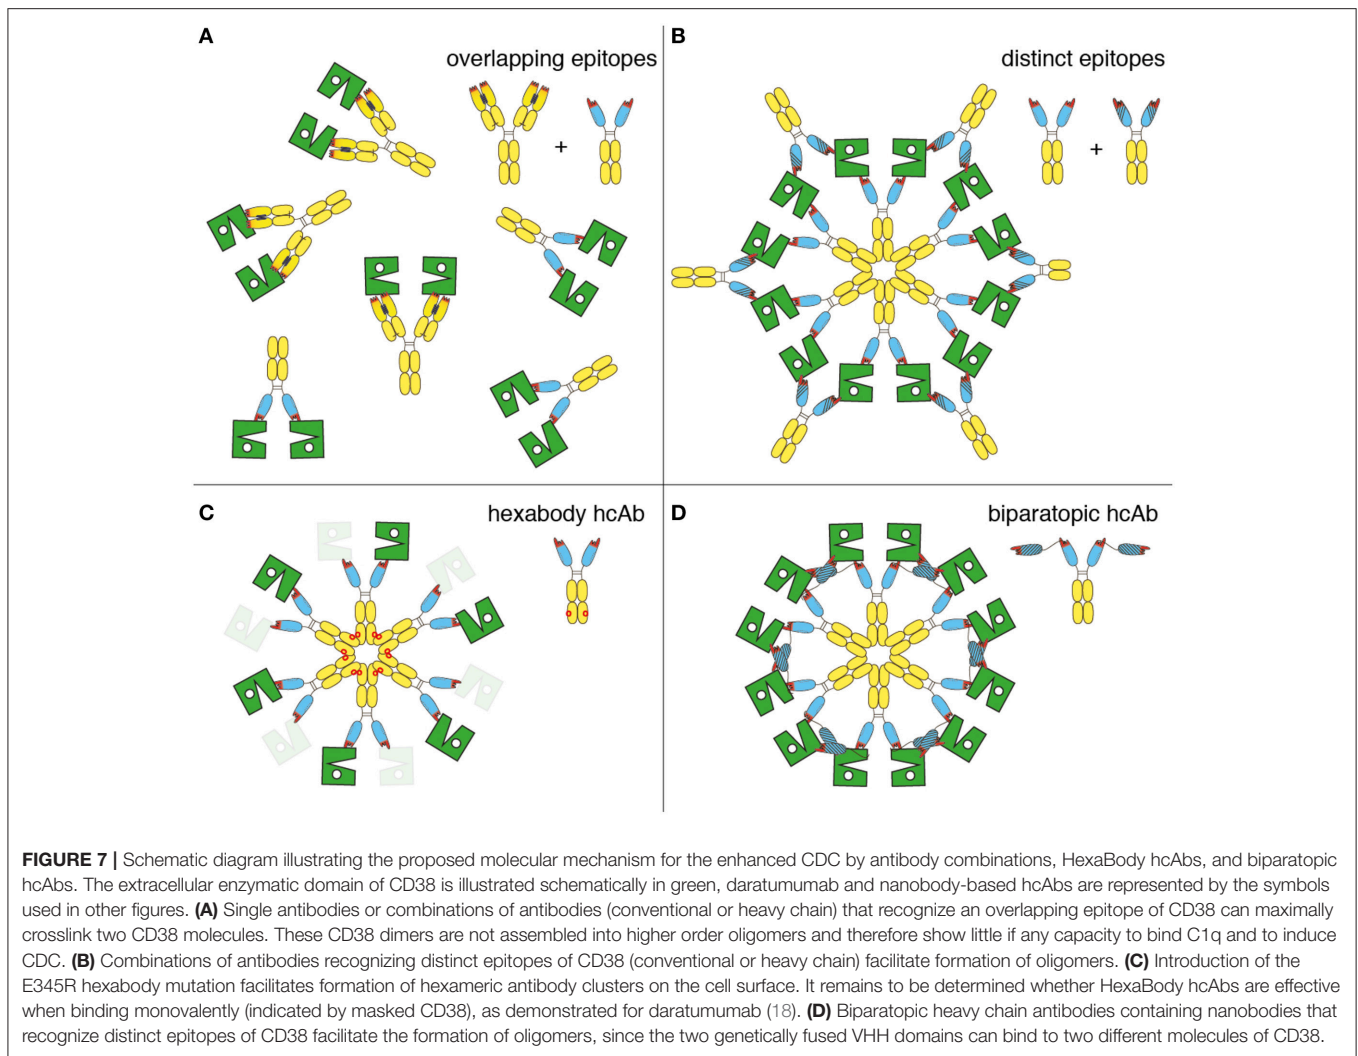 A
overlapping epitopes
+
B
distinct epitopes
+
C
hexabody hcAb
D
biparatopic hcAb
FIGURE 7 | Schematic diagram illustrating the proposed molecular mechanism for the enhanced CDC by antibody combinations, HexaBody hcAbs, and biparatopic
hcAbs. The extracellular enzymatic domain of CD38 is illustrated schematically in green, daratumumab and nanobody-based hcAbs are represented by the symbols
used in other figures. (A) Single antibodies or combinations of antibodies (conventional or heavy chain) that recognize an overlapping epitope of CD38 can maximally
crosslink two CD38 molecules. These CD38 dimers are not assembled into higher order oligomers and therefore show little if any capacity to bind C1q and to induce
CDC. (B) Combinations of antibodies recognizing distinct epitopes of CD38 (conventional or heavy chain) facilitate formation of oligomers. (C) Introduction of the
E345R hexabody mutation facilitates formation of hexameric antibody clusters on the cell surface. It remains to be determined whether HexaBody hcAbs are effective
when binding monovalently (indicated by masked CD38), as demonstrated for daratumumab (18). (D) Biparatopic heavy chain antibodies containing nanobodies that
recognize distinct epitopes of CD38 facilitate the formation of oligomers, since the two genetically fused VHH domains can bind to two different molecules of CD38.